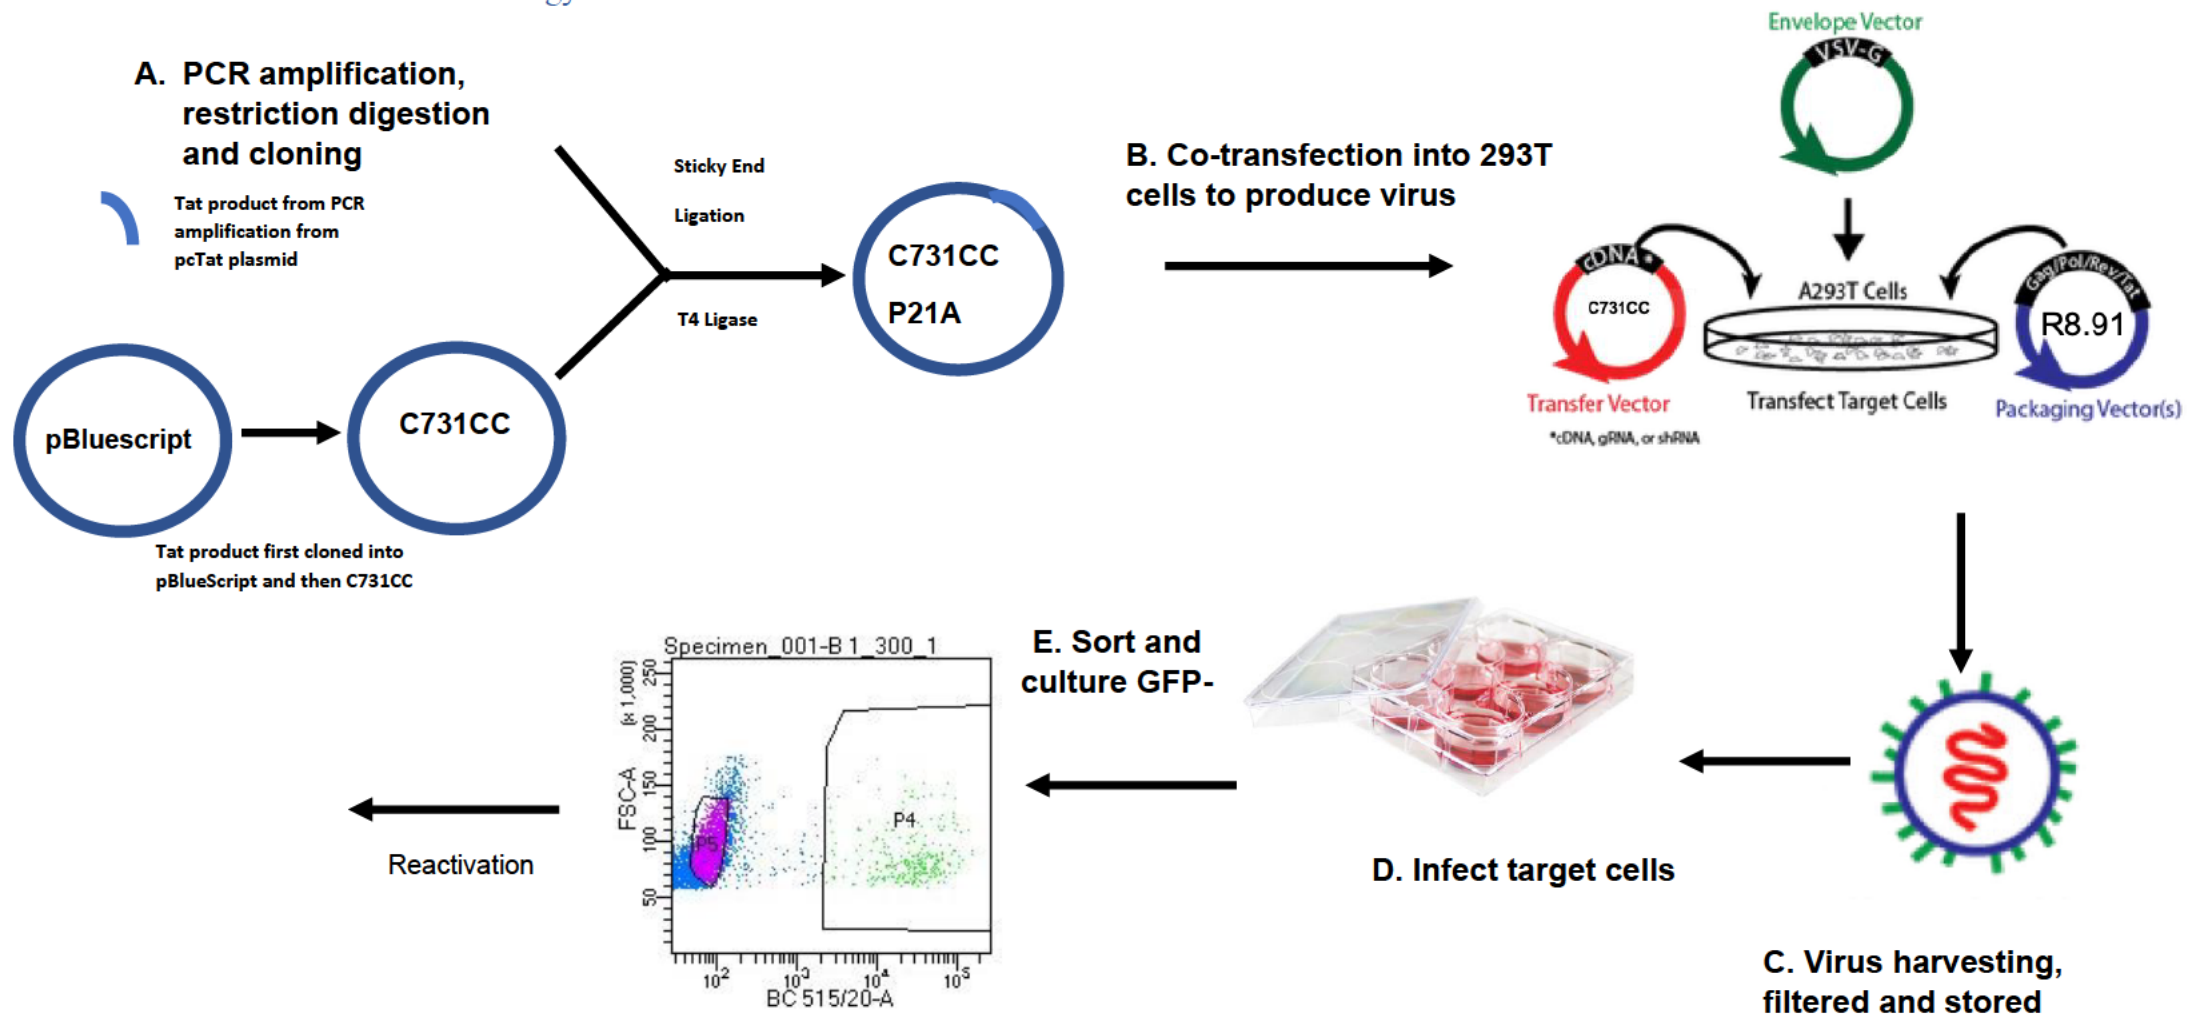 A. PCR amplification,
restriction digestion
and cloning
Tat product from PCR
amplification from
pcTat plasmid
pBluescript
C731CC
Tat product first cloned into
pBlueScript and then C731CC
Sticky End
Ligation
T4 Ligase
C731CC
P21A
B. Co-transfection into 293T
cells to produce virus
Envelope Vector
VSV-G
cDNA*
C731CC
Transfer Vector
*cDNA, gRNA, or shRNA
A293T Cells
Transfect Target Cells
Gag/Pol/Rev/Tat
R8.91
Packaging Vector(s)
C. Virus harvesting,
filtered and stored
D. Infect target cells
E. Sort and
culture GFP-
Specimen_001-B 1_300_1
(x 1,000)
FSC-A
250
200
150
100
50
P5
P4
10²
10³
10⁴
10⁵
BC 515/20-A
Reactivation